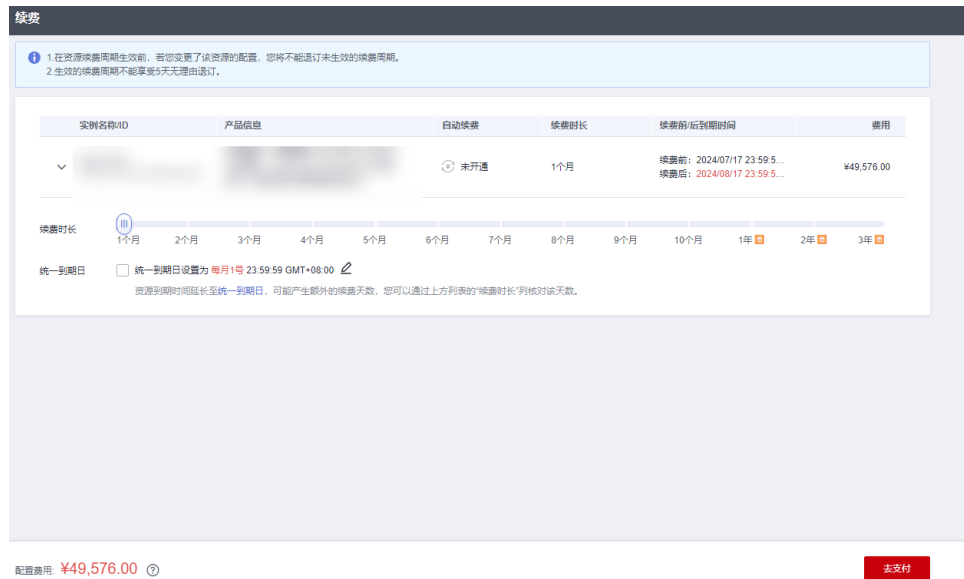 续费
1.在资源续费周期生效前，若您变更了该资源的配置，您将不能退订未生效的续费周期。
2.生效的续费周期不能享受5天无理由退订。
实例名称/ID 产品信息 自动续费 续费时长 续费前/后到期时间 费用
未开通 1个月 续费前：2024/07/17 23:59:5... ¥49,576.00
续费后：2024/08/17 23:59:5...
续费时长
1个月 2个月 3个月 4个月 5个月 6个月 7个月 8个月 9个月 10个月 1年 2年 3年
统一到期日 统一到期日设置为 每月1号 23:59:59 GMT+08:00
资源到期时间延长至统一到期日，可能产生额外的续费天数，您可以通过上方列表的“续费时长”列核对该天数。
配置费用: ¥49,576.00
去支付